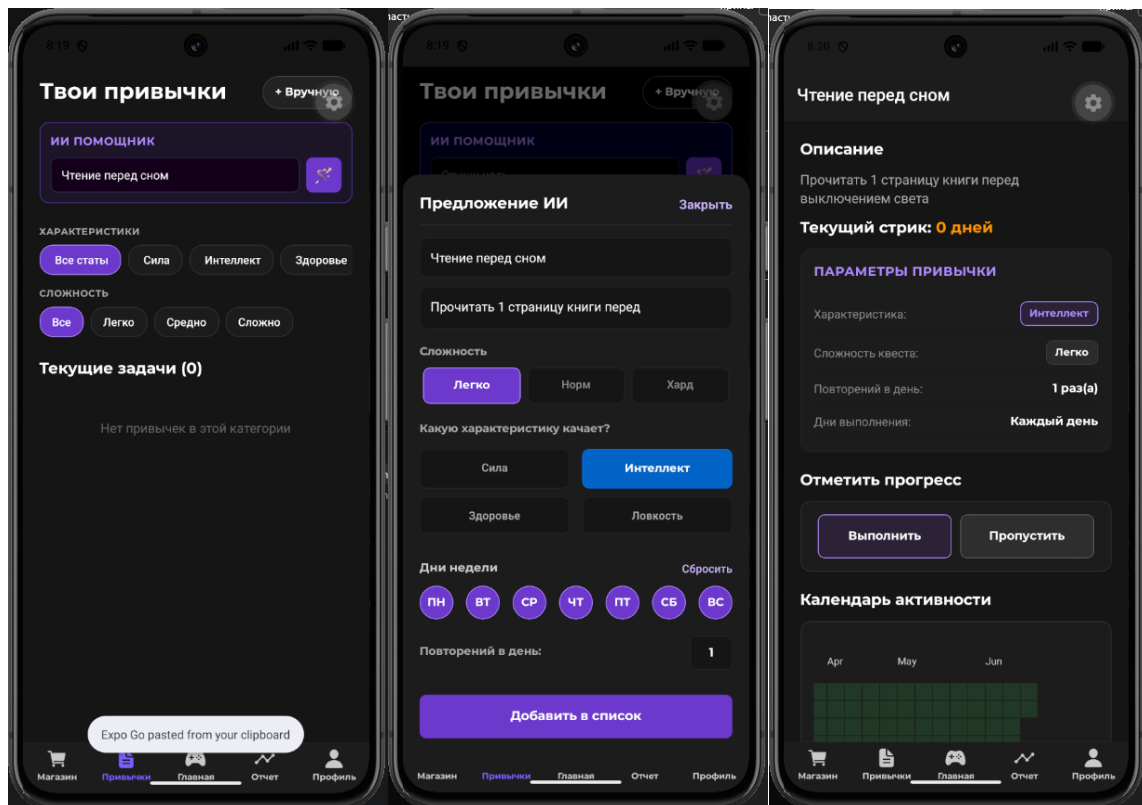 8:19
Твои привычки
+ Вручную
ИИ ПОМОЩНИК
Чтение перед сном
ХАРАКТЕРИСТИКИ
Все статы
Сила
Интеллект
Здоровье
СЛОЖНОСТЬ
Все
Легко
Средно
Сложно
Текущие задачи (0)
Нет привычек в этой категории
Expo Go pasted from your clipboard
Магазин
Привычки
Главная
Отчет
Профиль
8:19
Твои привычки
+ Вручную
ИИ ПОМОЩНИК
Предложение ИИ
Закрыть
Чтение перед сном
Прочитать 1 страницу книги перед
Сложность
Легко
Норм
Хард
Какую характеристику качает?
Сила
Интеллект
Здоровье
Ловкость
Дни недели
Сбросить
ПН
ВТ
СР
ЧТ
ПТ
СБ
ВС
Повторений в день:
1
Добавить в список
Магазин
Привычки
Главная
Отчет
Профиль
8:20
Чтение перед сном
Описание
Прочитать 1 страницу книги перед
выключением света
Текущий стрик: 0 дней
ПАРАМЕТРЫ ПРИВЫЧКИ
Характеристика:
Интеллект
Сложность квеста:
Легко
Повторений в день:
1 раз(а)
Дни выполнения:
Каждый день
Отметить прогресс
Выполнить
Пропустить
Календарь активности
Apr
May
Jun
Магазин
Привычки
Главная
Отчет
Профиль